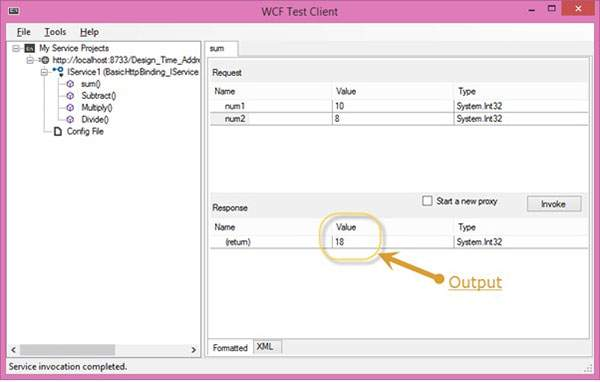 WCF Test Client
File Tools Help
My Service Projects
http://localhost:8733/Design_Time_Addre
IService1 (BasicHttpBinding_IService
sum()
Subtract()
Multiply()
Divide()
Config File
sum
Request
Name Value Type
num1 10 System.Int32
num2 8 System.Int32
Response
Start a new proxy
Invoke
Name Value Type
(return) 18 System.Int32
Output
Formatted XML
Service invocation completed.